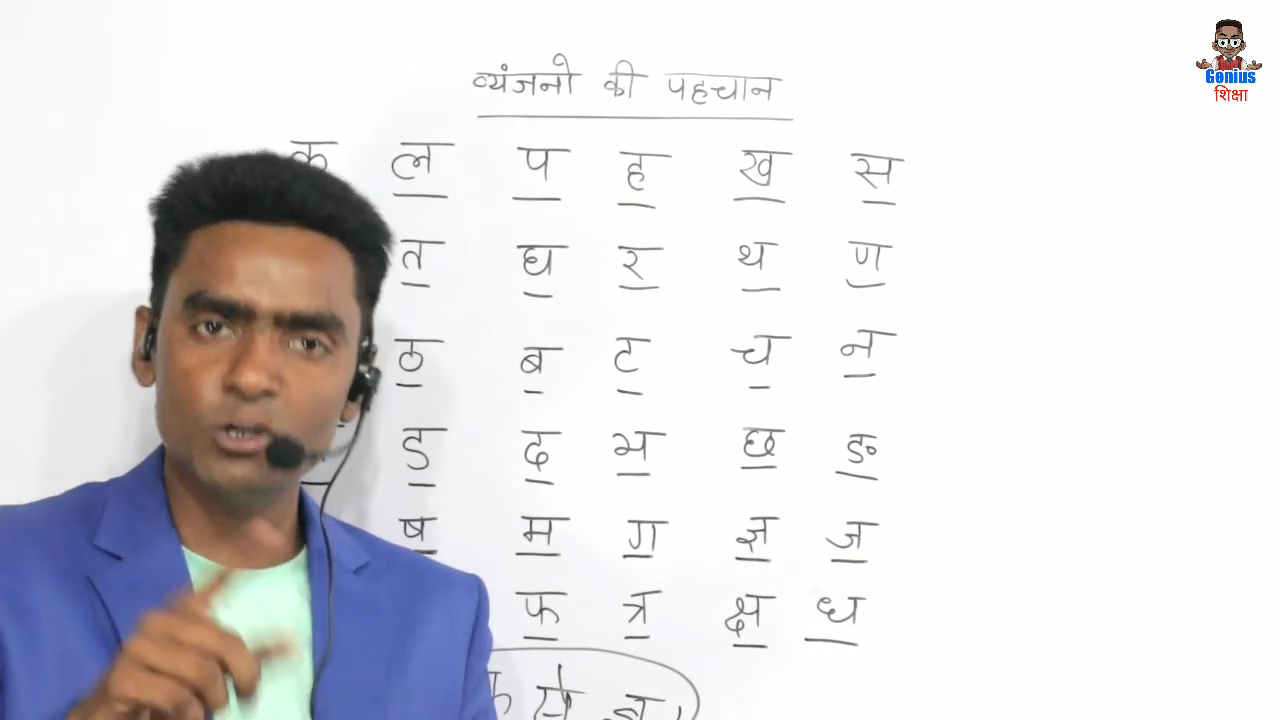 व्यंजनो की पहचान
Genius
शिक्षा
क ल प ह ख स
त घ र थ ण
ठ ब ट च न
ड द भ छ ङ
ष म ग ज्ञ ज
फ त्र क्ष ध
से